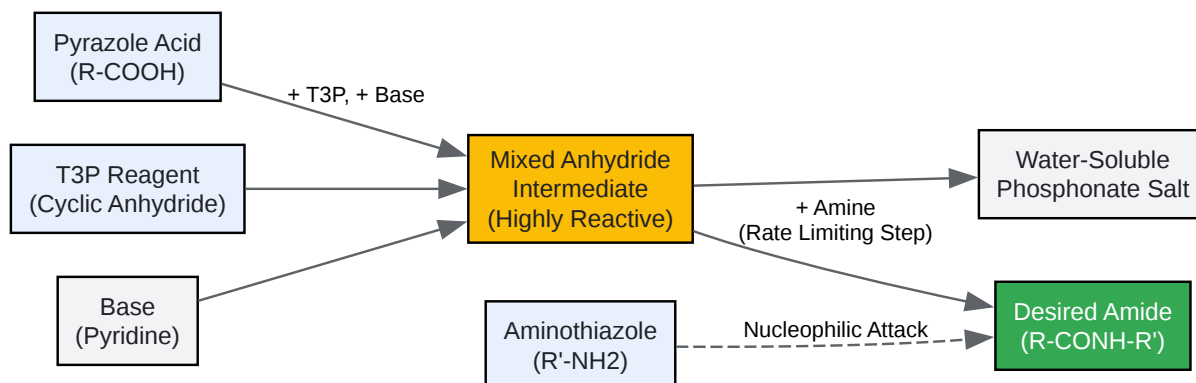 Pyrazole Acid
(R-COOH)
+ T3P, + Base
T3P Reagent
(Cyclic Anhydride)
Mixed Anhydride
Intermediate
(Highly Reactive)
Water-Soluble
Phosphonate Salt
+ Amine
(Rate Limiting Step)
Base
(Pyridine)
Aminothiazole
(R'-NH2)
Nucleophilic Attack
Desired Amide
(R-CONH-R')